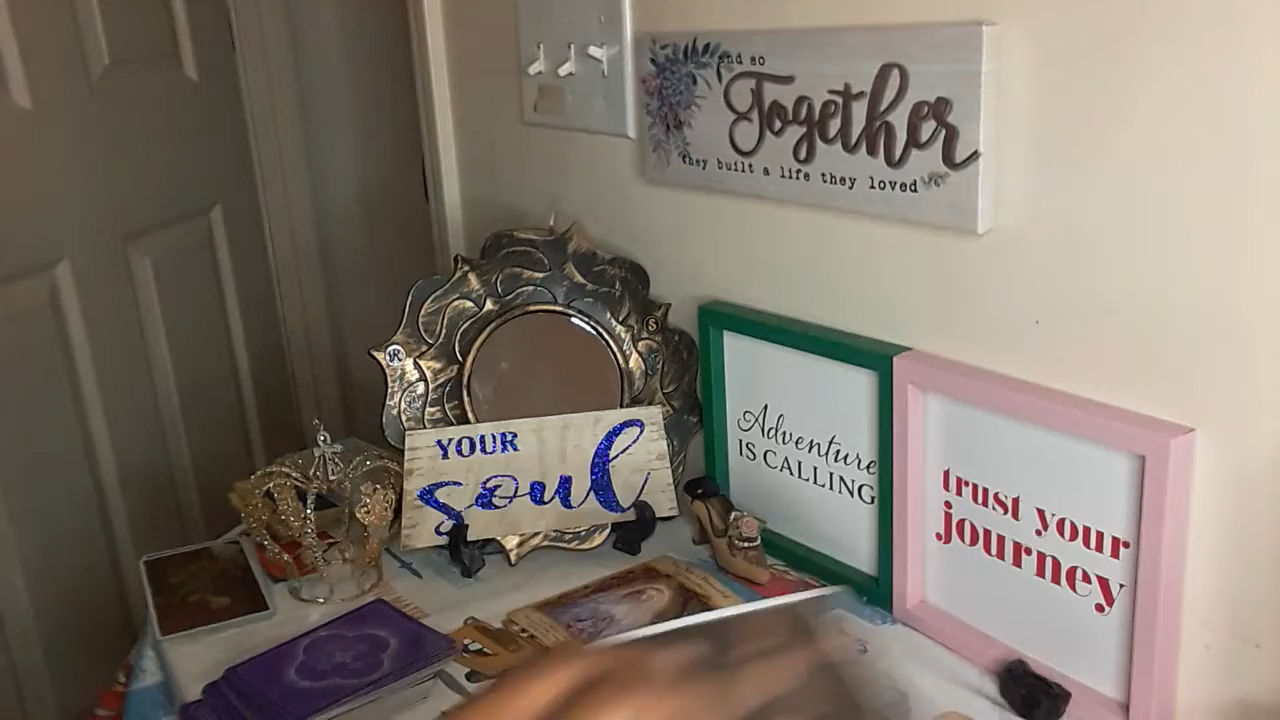 and so
Together
they built a life they loved
YOUR
soul
Adventure
IS CALLING
trust your
journey